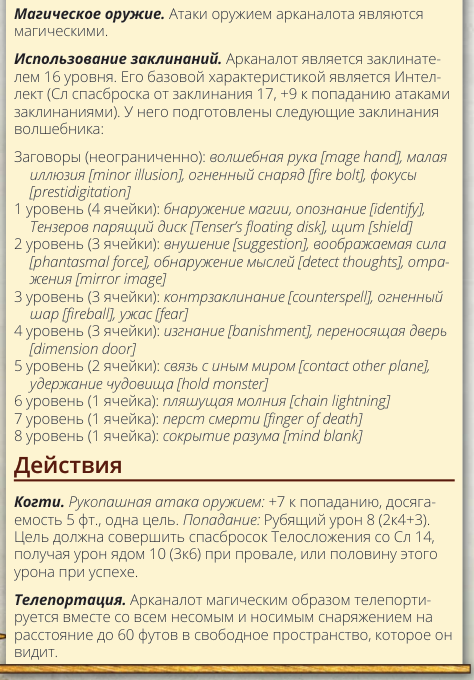 Магическое оружие. Атаки оружием арканалота являются
магическими.
Использование заклинаний. Арканалот является заклинате-
лем 16 уровня. Его базовой характеристикой является Интел-
лект (Сл спасброска от заклинания 17, +9 к попаданию атаками
заклинаниями). У него подготовлены следующие заклинания
волшебника:
Заговоры (неограниченно): волшебная рука [mage hand], малая
иллюзия [minor illusion], огненный снаряд [fire bolt], фокусы
[prestidigitation]
1 уровень (4 ячейки): бнаружение магии, опознание [identify],
Тензеров парящий диск [Tenser’s floating disk], щит [shield]
2 уровень (3 ячейки): внушение [suggestion], воображаемая сила
[phantasmal force], обнаружение мыслей [detect thoughts], отра-
жения [mirror image]
3 уровень (3 ячейки): контрзаклинание [counterspell], огненный
шар [fireball], ужас [fear]
4 уровень (3 ячейки): изгнание [banishment], переносящая дверь
[dimension door]
5 уровень (2 ячейки): связь с иным миром [contact other plane],
удержание чудовища [hold monster]
6 уровень (1 ячейка): пляшущая молния [chain lightning]
7 уровень (1 ячейка): перст смерти [finger of death]
8 уровень (1 ячейка): сокрытие разума [mind blank]
Действия
Когти. Рукопашная атака оружием: +7 к попаданию, досяга-
емость 5 фт., одна цель. Попадание: Рубящий урон 8 (2к4+3).
Цель должна совершить спасбросок Телосложения со Сл 14,
получая урон ядом 10 (3к6) при провале, или половину этого
урона при успехе.
Телепортация. Арканалот магическим образом телепорти-
руется вместе со всем несомым и носимым снаряжением на
расстояние до 60 футов в свободное пространство, которое он
видит.